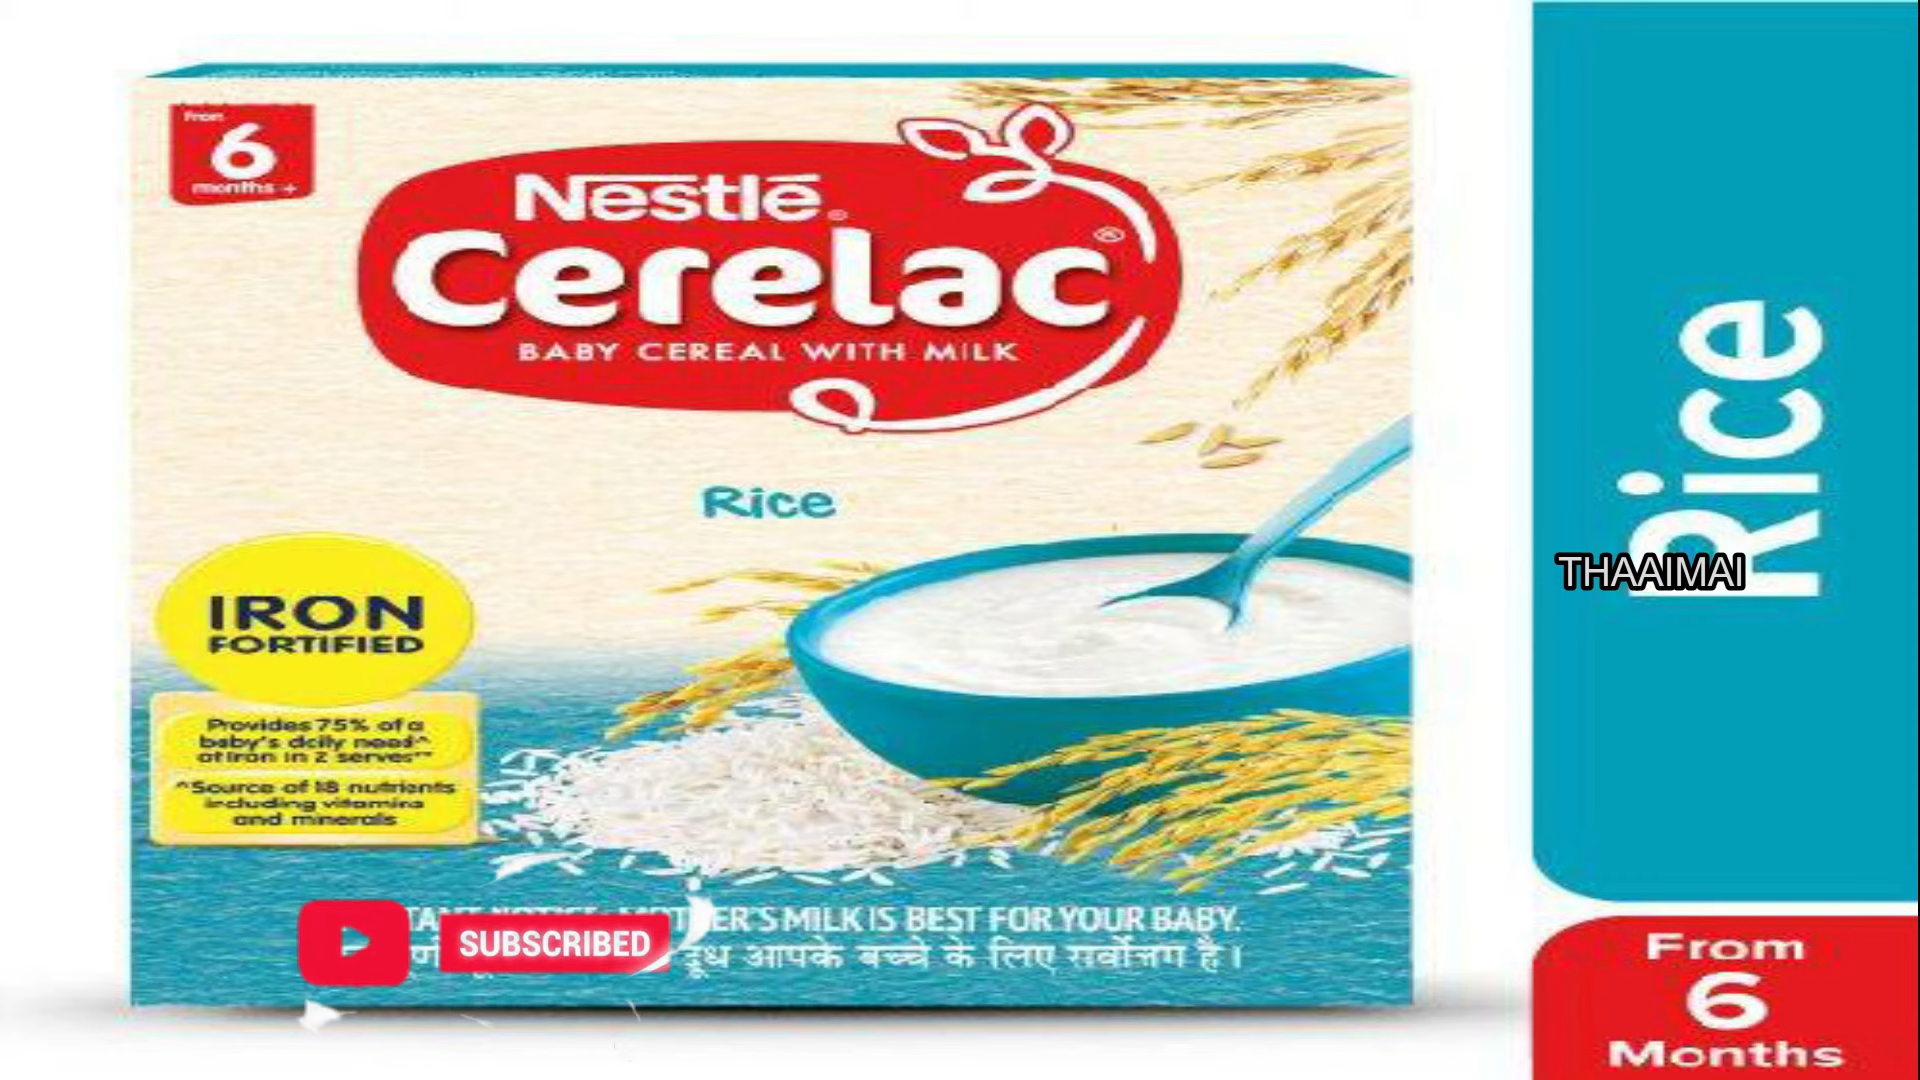 From
6
months +
Nestlé®
Cerelac®
BABY CEREAL WITH MILK
Rice
IRON
FORTIFIED
Provides 75% of a
baby's daily need^
of iron in 2 serves**
^Source of 18 nutrients
including vitamins
and minerals
MOTHER'S MILK IS BEST FOR YOUR BABY.
आपके बच्चे के लिए सर्वोत्तम है।
SUBSCRIBED
Rice
THAAIMAI
From
6
Months